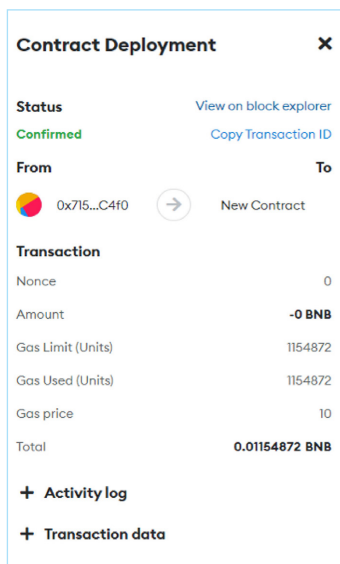 Contract Deployment ×
Status View on block explorer
Confirmed Copy Transaction ID
From To
0x715...C4f0 New Contract
Transaction
Nonce 0
Amount -0 BNB
Gas Limit (Units) 1154872
Gas Used (Units) 1154872
Gas price 10
Total 0.01154872 BNB
+ Activity log
+ Transaction data